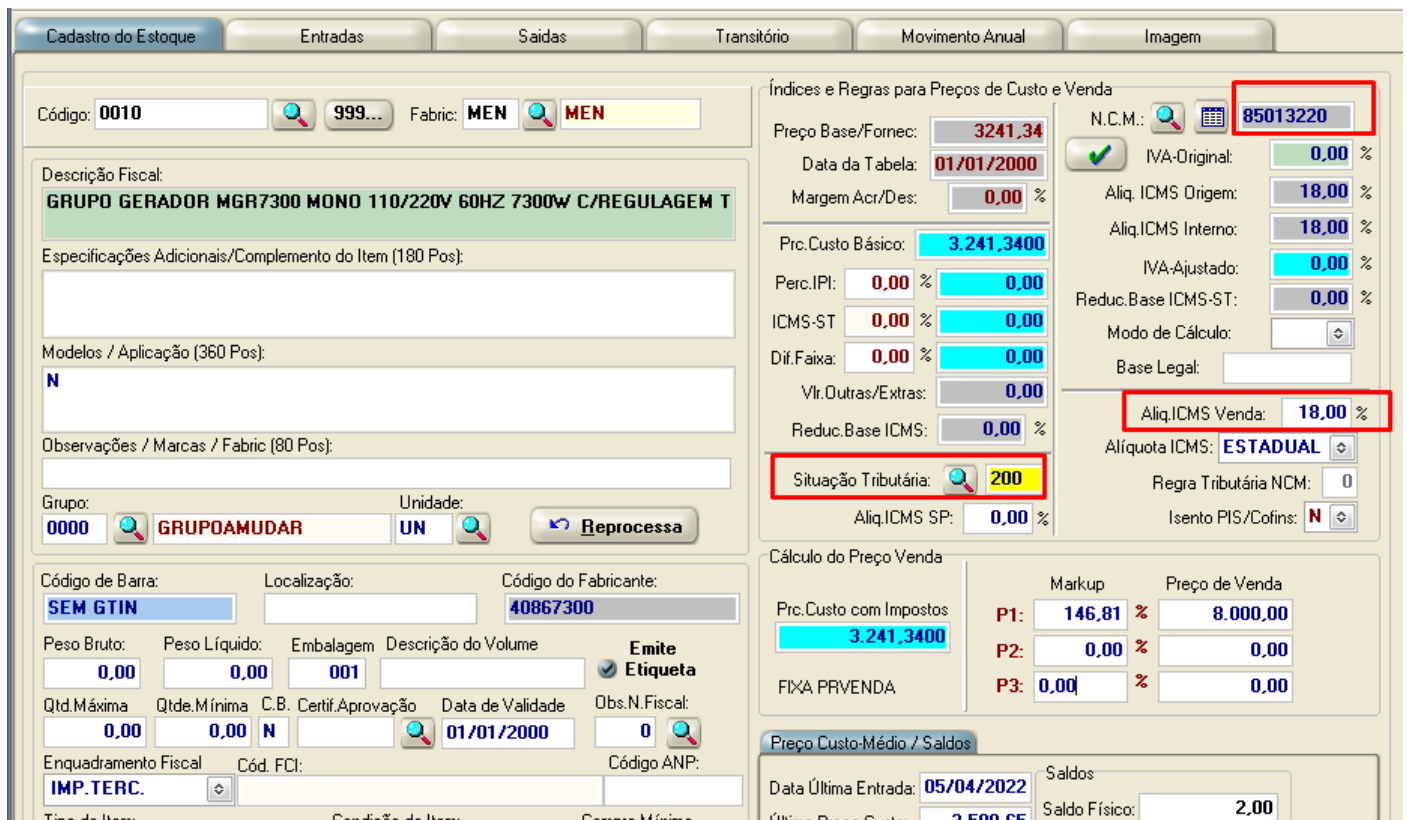 Cadastro do Estoque Entradas Saidas Transitório Movimento Anual Imagem
Código: 0010 999... Fabric: MEN MEN
Descrição Fiscal:
GRUPO GERADOR MGR7300 MONO 110/220V 60HZ 7300W C/REGULAGEM T
Especificações Adicionais/Complemento do Item (180 Pos):
Modelos / Aplicação (360 Pos):
N
Observações / Marcas / Fabric (80 Pos):
Grupo: Unidade:
0000 GRUPOAMUDAR UN Reprocessa
Código de Barra: Localização: Código do Fabricante:
SEM GTIN 40867300
Peso Bruto: Peso Líquido: Embalagem Descrição do Volume Emite
0,00 0,00 001 Etiqueta
Qtd.Máxima Qtde.Mínima C.B. Certif.Aprovação Data de Validade Obs.N.Fiscal:
0,00 0,00 N 01/01/2000 0
Enquadramento Fiscal Cód. FCI: Código ANP:
IMP.TERC.
Índices e Regras para Preços de Custo e Venda
Preço Base/Fornec: 3241,34
Data da Tabela: 01/01/2000
Margem Acr/Des: 0,00 %
Prc.Custo Básico: 3.241,3400
Perc.IPI: 0,00 % 0,00
ICMS-ST 0,00 % 0,00
Dif.Faixa: 0,00 % 0,00
Vlr.Outras/Extras: 0,00
Reduc.Base ICMS: 0,00 %
Situação Tributária: 200
Aliq.ICMS SP: 0,00 %
N.C.M.: 85013220
IVA-Original: 0,00 %
Aliq. ICMS Origem: 18,00 %
Aliq.ICMS Interno: 18,00 %
IVA-Ajustado: 0,00 %
Reduc.Base ICMS-ST: 0,00 %
Modo de Cálculo:
Base Legal:
Aliq.ICMS Venda: 18,00 %
Alíquota ICMS: ESTADUAL
Regra Tributária NCM: 0
Isento PIS/Cofins: N
Cálculo do Preço Venda
Markup Preço de Venda
Prc.Custo com Impostos P1: 146,81 % 8.000,00
3.241,3400
P2: 0,00 % 0,00
FIXA PRVENDA P3: 0,00 % 0,00
Preço Custo-Médio / Saldos
Data Última Entrada: 05/04/2022 Saldos
Saldo Físico: 2,00